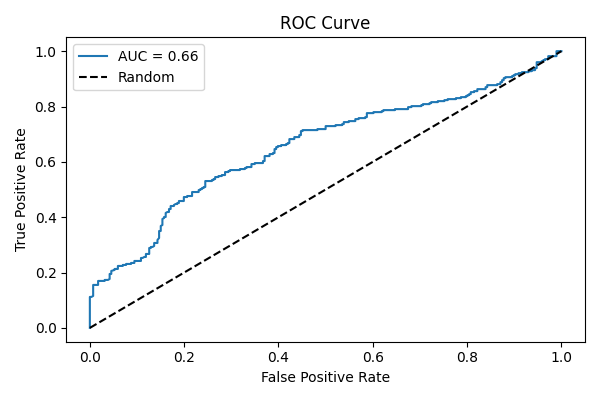 ROC Curve
AUC = 0.66
Random
True Positive Rate
1.0
0.8
0.6
0.4
0.2
0.0
0.0 0.2 0.4 0.6 0.8 1.0
False Positive Rate